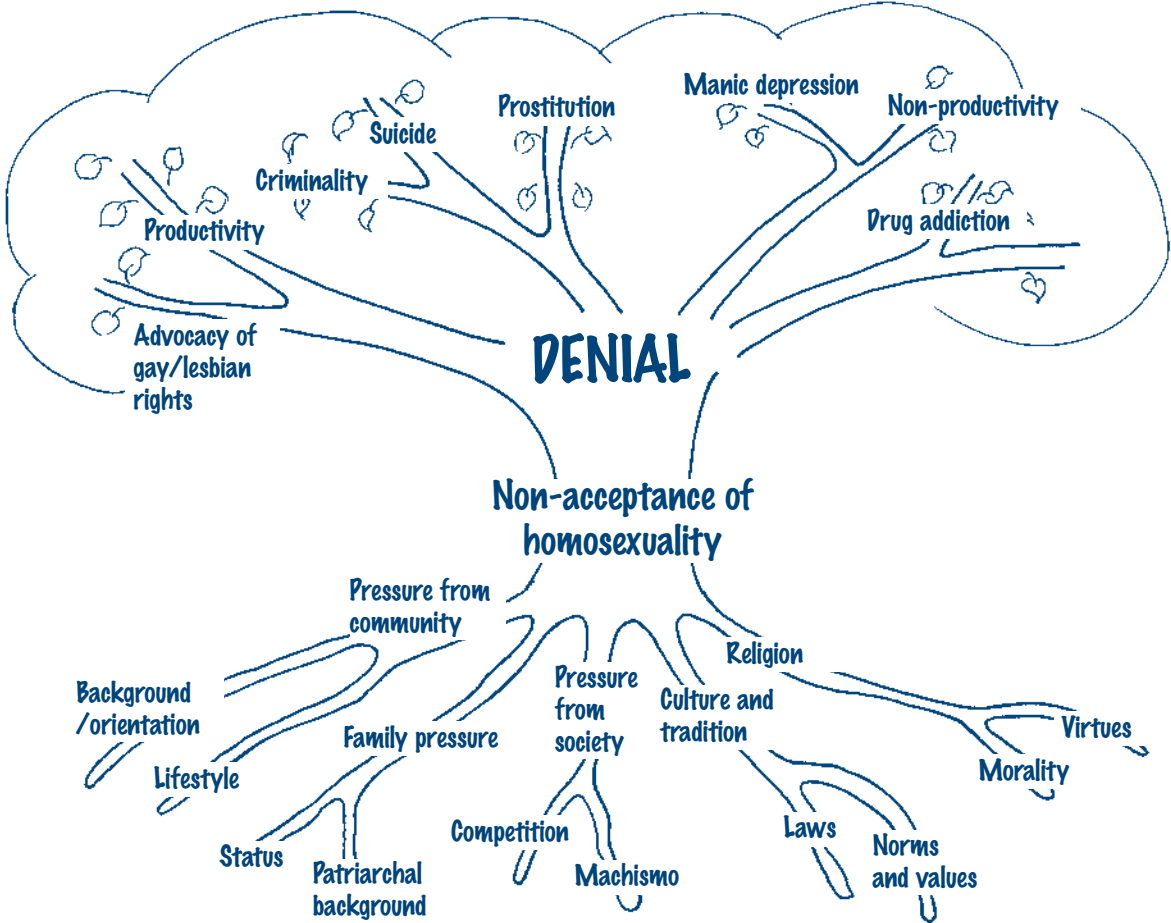 Manic depression
Non-productivity
Prostitution
Suicide
Criminality
Productivity
Drug addiction
Advocacy of
gay/lesbian
rights
DENIAL
Non-acceptance of
homosexuality
Pressure from
community
Background
/orientation
Lifestyle
Family pressure
Status
Patriarchal
background
Pressure
from
society
Competition
Machismo
Culture and
tradition
Laws
Norms
and values
Religion
Virtues
Morality